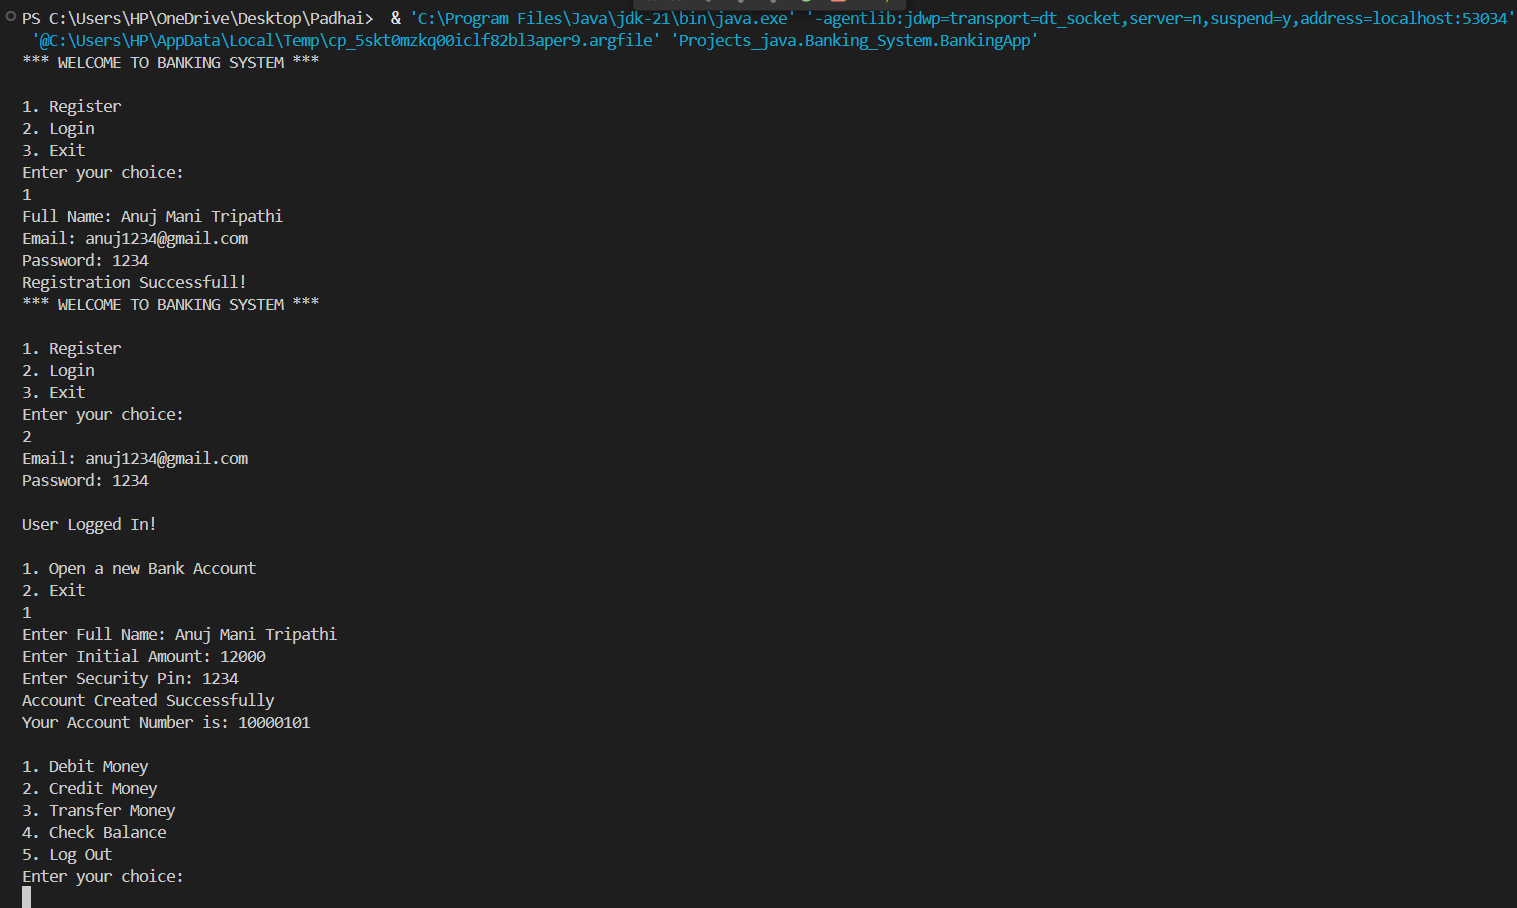 PS C:\Users\HP\OneDrive\Desktop\Padhai>  & 'C:\Program Files\Java\jdk-21\bin\java.exe' '-agentlib:jdwp=transport=dt_socket,server=n,suspend=y,address=localhost:53034'
'@C:\Users\HP\AppData\Local\Temp\cp_5skt0mzkq00iclf82bl3aper9.argfile' 'Projects_java.Banking_System.BankingApp'
*** WELCOME TO BANKING SYSTEM ***
1. Register
2. Login
3. Exit
Enter your choice:
1
Full Name: Anuj Mani Tripathi
Email: anuj1234@gmail.com
Password: 1234
Registration Successfull!
*** WELCOME TO BANKING SYSTEM ***
1. Register
2. Login
3. Exit
Enter your choice:
2
Email: anuj1234@gmail.com
Password: 1234
User Logged In!
1. Open a new Bank Account
2. Exit
1
Enter Full Name: Anuj Mani Tripathi
Enter Initial Amount: 12000
Enter Security Pin: 1234
Account Created Successfully
Your Account Number is: 10000101
1. Debit Money
2. Credit Money
3. Transfer Money
4. Check Balance
5. Log Out
Enter your choice: